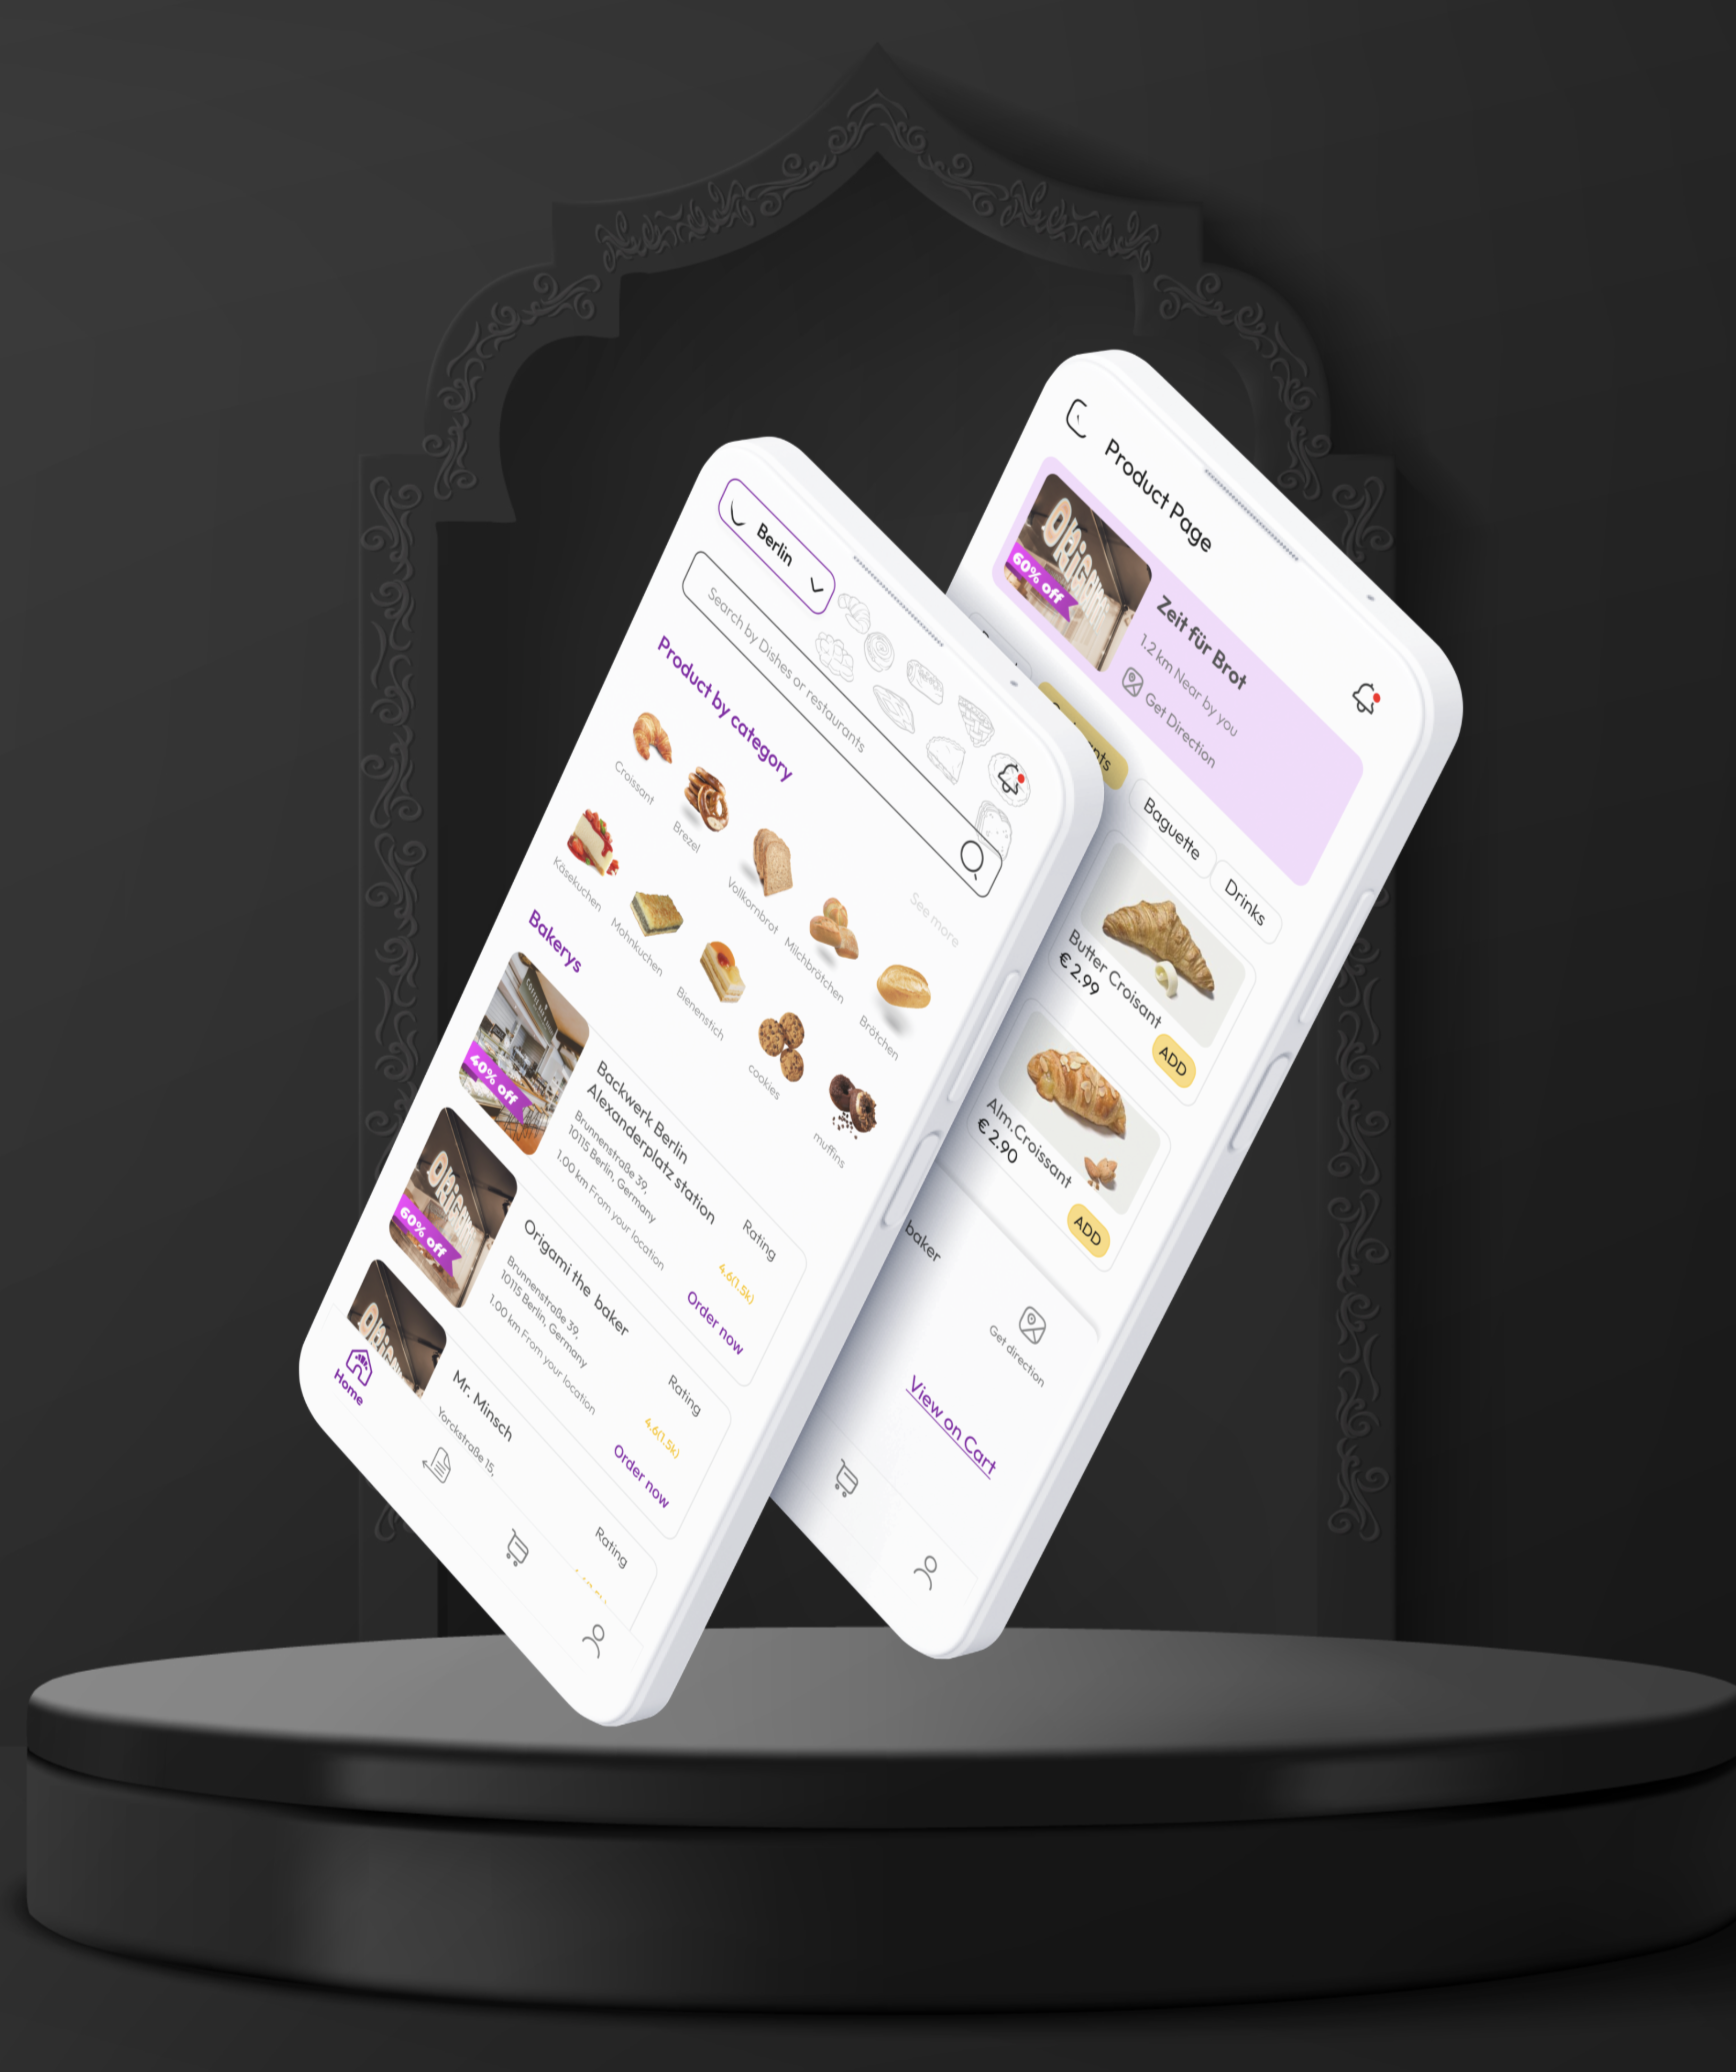 Berlin
Search by Dishes or restaurants
Product by category
See more
Croissant
Brezel
Vollkornbrot
Milchbrötchen
Brötchen
Käsekuchen
Mohnkuchen
Bienenstich
cookies
muffins
Bakerys
40% off
Backwerk Berlin
Alexanderplatz station
Brunnenstraße 39,
10115 Berlin, Germany
1.00 km From your location
Rating
4.6(1.5k)
Order now
60% off
Origami the baker
Brunnenstraße 39,
10115 Berlin, Germany
1.00 km From your location
Rating
4.6(1.5k)
Order now
Mr. Minsch
Yorckstraße 15,
Rating
Home
Product Page
60% off
Zeit für Brot
1.2 km Near by you
Get Direction
Baguette
Drinks
Butter Croisant
€ 2.99
ADD
Alm.Croissant
€ 2.90
ADD
baker
Get direction
View on Cart